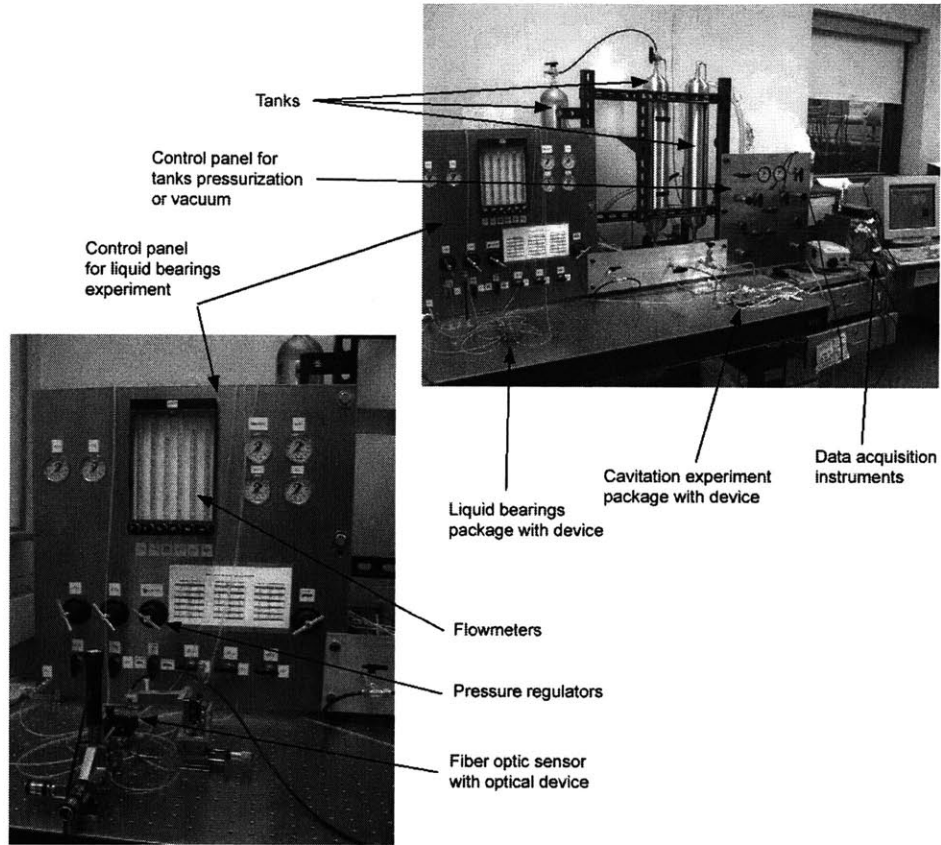 Tanks
Control panel for
tanks pressurization
or vacuum
Control panel
for liquid bearings
experiment
Data acquisition
instruments
Cavitation experiment
package with device
Liquid bearings
package with device
Flowmeters
Pressure regulators
Fiber optic sensor
with optical device